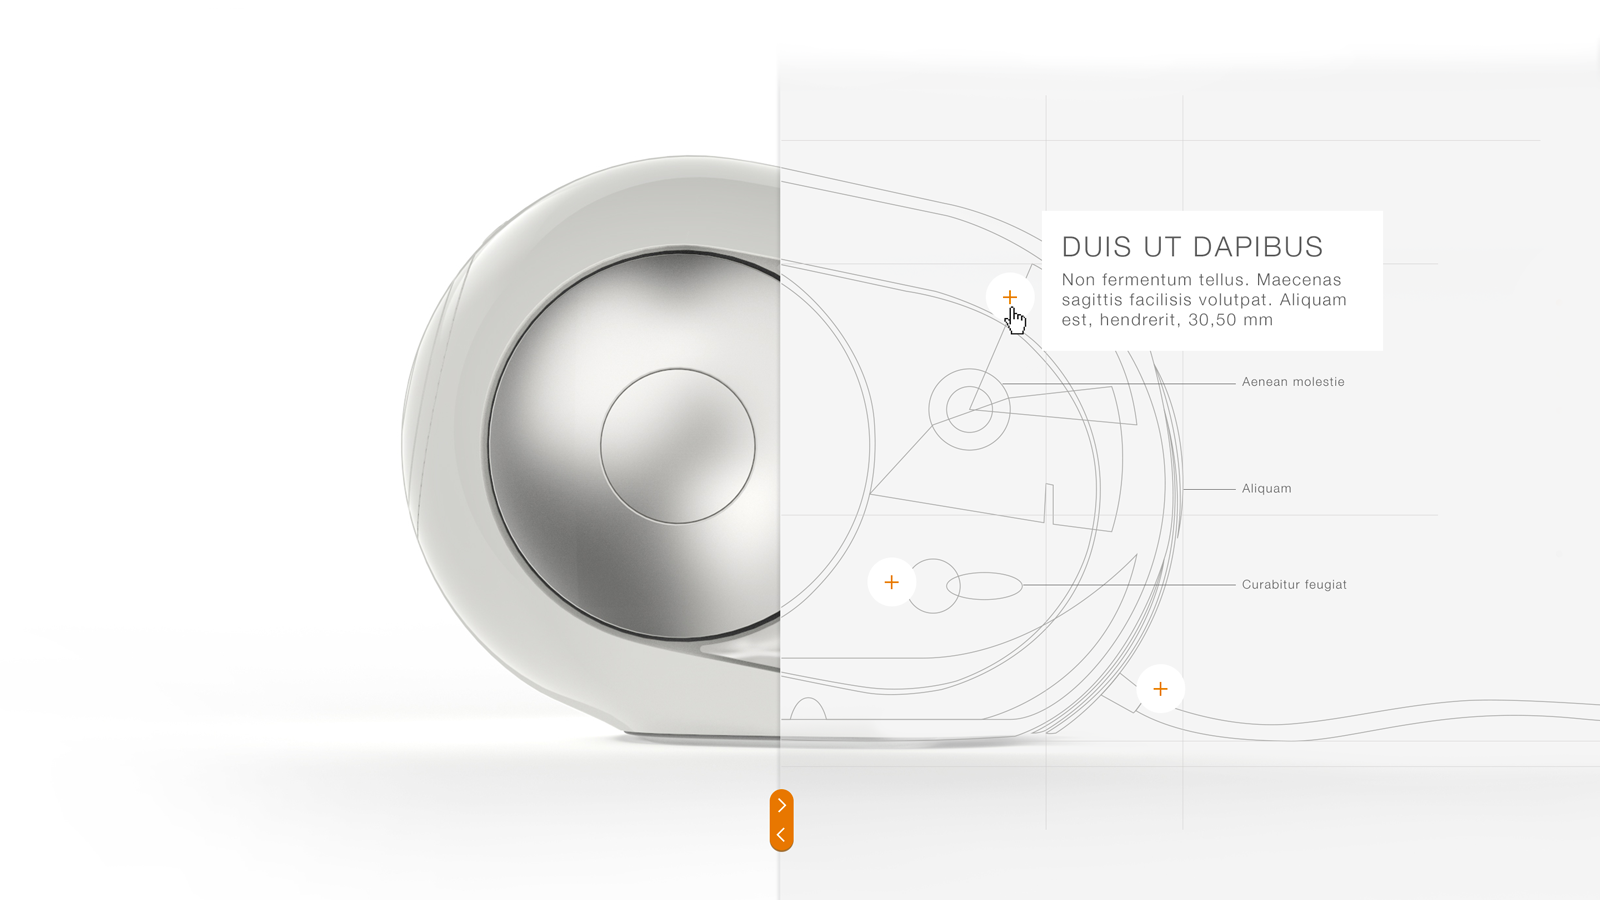 DUIS UT DAPIBUS
Non fermentum tellus. Maecenas
sagittis facilisis volutpat. Aliquam
est, hendrerit, 30,50 mm
Aenean molestie
Aliquam
Curabitur feugiat